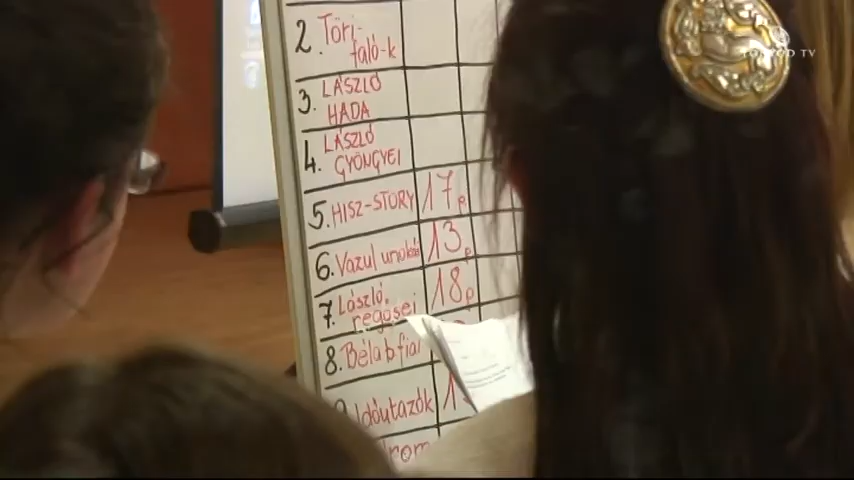 2. Töri-
faló-k
3. LÁSZLÓ
HADA
4. LÁSZLÓ
GYÖNGYEI
5. HISZ-STORY 17p
6. Vazul unokái 13p
7. László regősei 18p
8. Béla b fiai
Időutazók
TV